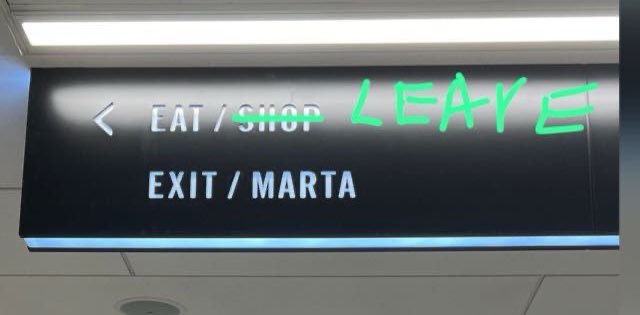 < EAT / SHOP LEAVE
EXIT / MARTA